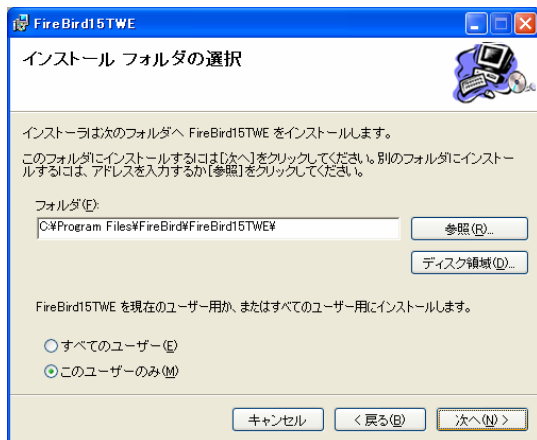 FireBird15TWE
インストール フォルダの選択
インストーラは次のフォルダへ FireBird15TWE をインストールします。
このフォルダにインストールするには[次へ]をクリックしてください。別のフォルダにインストー
ルするには、アドレスを入力するか[参照]をクリックしてください。
フォルダ(F):
C:¥Program Files¥FireBird¥FireBird15TWE¥
参照(R)...
ディスク領域(D)...
FireBird15TWE を現在のユーザー用か、またはすべてのユーザー用にインストールします。
すべてのユーザー(E)
このユーザーのみ(M)
キャンセル
< 戻る(B)
次へ(N) >